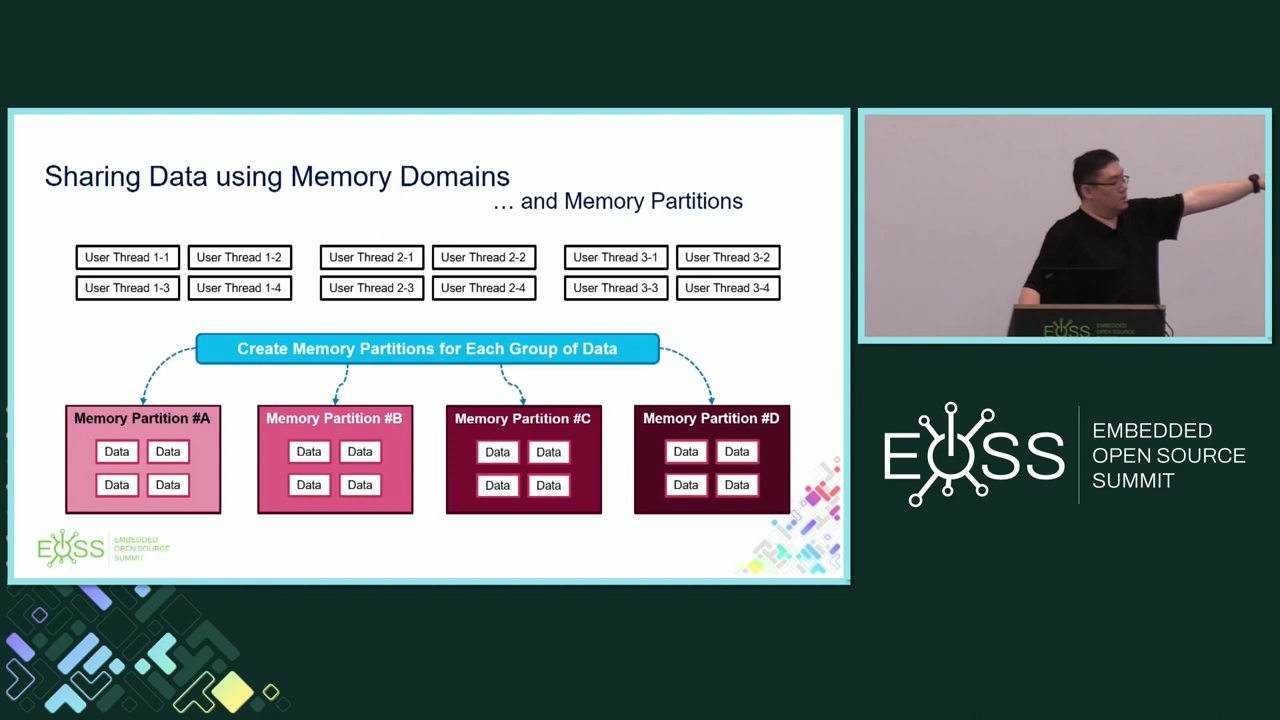 Sharing Data using Memory Domains
… and Memory Partitions
User Thread 1-1
User Thread 1-2
User Thread 2-1
User Thread 2-2
User Thread 3-1
User Thread 3-2
User Thread 1-3
User Thread 1-4
User Thread 2-3
User Thread 2-4
User Thread 3-3
User Thread 3-4
Create Memory Partitions for Each Group of Data
Memory Partition #A
Data Data
Data Data
Memory Partition #B
Data Data
Data Data
Memory Partition #C
Data Data
Data Data
Memory Partition #D
Data Data
Data Data
EOSS
EMBEDDED
OPEN SOURCE
SUMMIT
EOSS
EMBEDDED
OPEN SOURCE
EOSS
EMBEDDED
OPEN SOURCE
SUMMIT